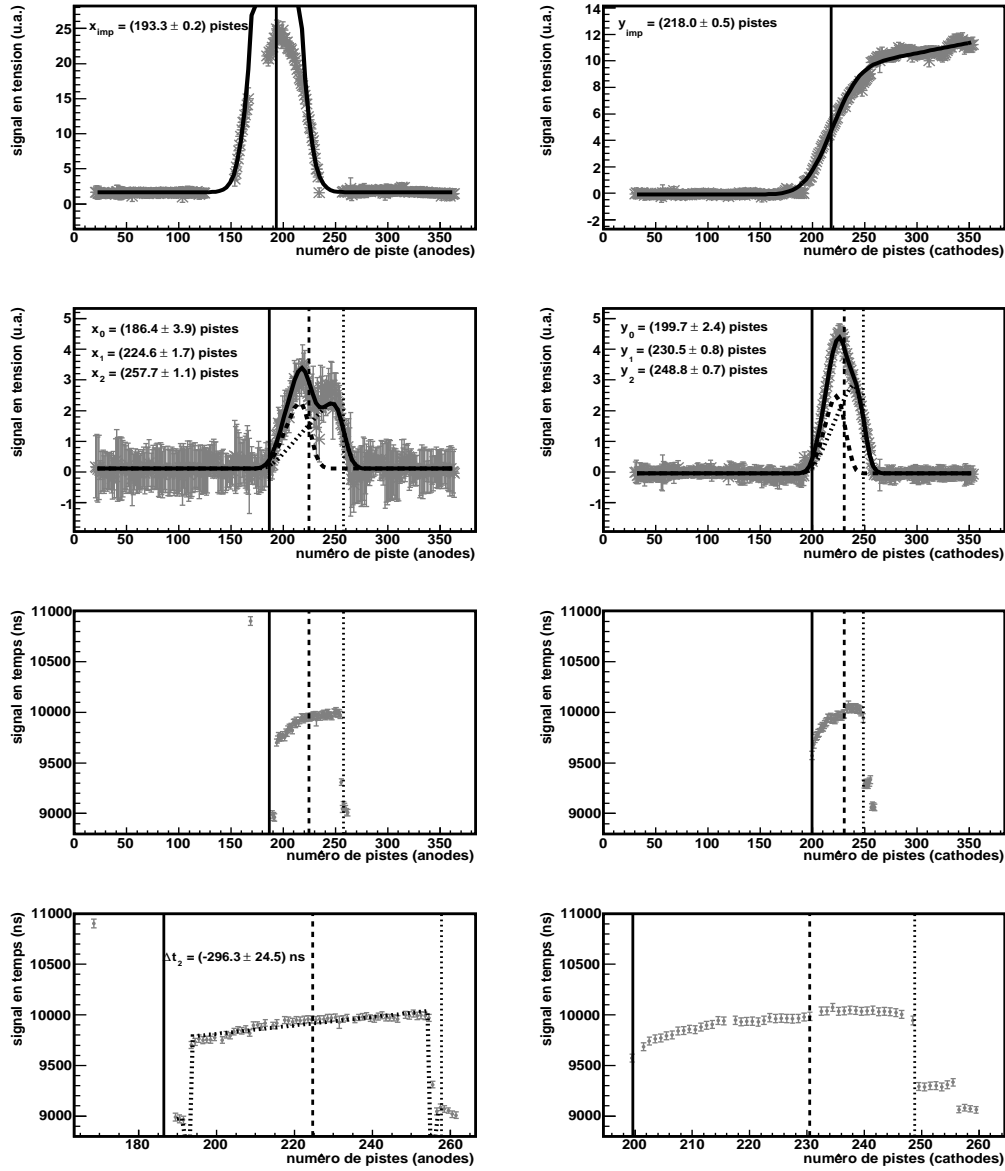 signal en tension (u.a.)
25
20
15
10
5
0
x_imp = (193.3 ± 0.2) pistes
0 50 100 150 200 250 300 350
numéro de piste (anodes)
signal en tension (u.a.)
14
12
10
8
6
4
2
0
-2
y_imp = (218.0 ± 0.5) pistes
0 50 100 150 200 250 300 350
numéro de pistes (cathodes)
signal en tension (u.a.)
5
4
3
2
1
0
-1
x_0 = (186.4 ± 3.9) pistes
x_1 = (224.6 ± 1.7) pistes
x_2 = (257.7 ± 1.1) pistes
0 50 100 150 200 250 300 350
numéro de piste (anodes)
signal en tension (u.a.)
5
4
3
2
1
0
-1
y_0 = (199.7 ± 2.4) pistes
y_1 = (230.5 ± 0.8) pistes
y_2 = (248.8 ± 0.7) pistes
0 50 100 150 200 250 300 350
numéro de pistes (cathodes)
signal en temps (ns)
11000
10500
10000
9500
9000
0 50 100 150 200 250 300 350
numéro de pistes (anodes)
signal en temps (ns)
11000
10500
10000
9500
9000
0 50 100 150 200 250 300 350
numéro de pistes (cathodes)
signal en temps (ns)
11000
10500
10000
9500
9000
Δt_2 = (-296.3 ± 24.5) ns
180 200 220 240 260
numéro de pistes (anodes)
signal en temps (ns)
11000
10500
10000
9500
9000
200 210 220 230 240 250 260
numéro de pistes (cathodes)